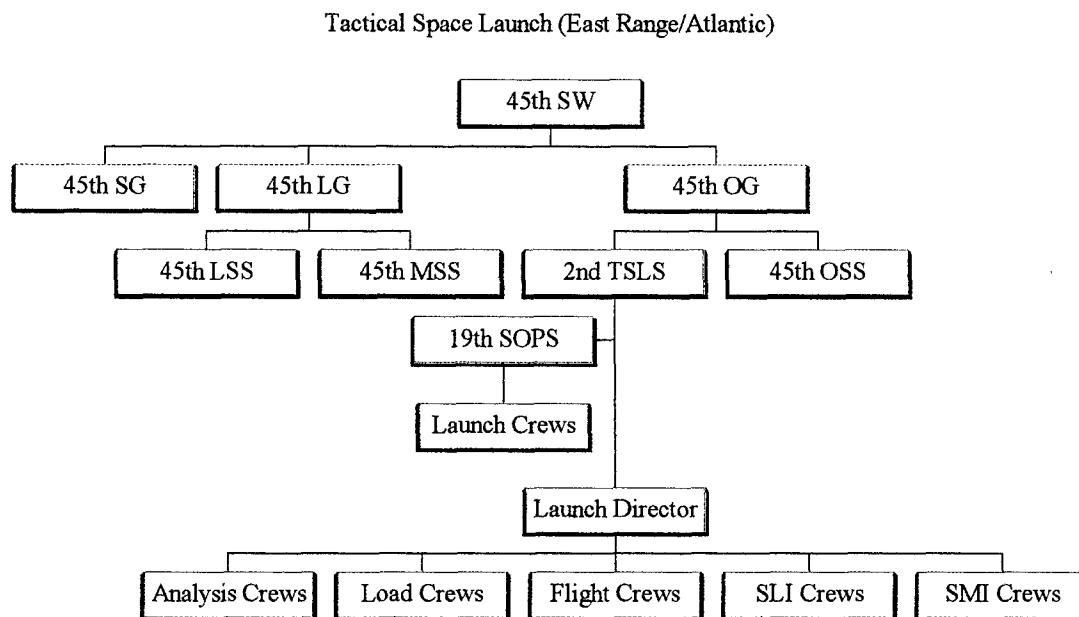 Tactical Space Launch (East Range/Atlantic)
45th SW
45th SG
45th LG
45th OG
45th LSS
45th MSS
2nd TSLS
45th OSS
19th SOPS
Launch Crews
Launch Director
Analysis Crews
Load Crews
Flight Crews
SLI Crews
SMI Crews